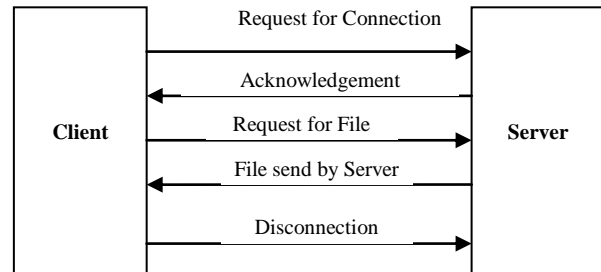 Request for Connection
Acknowledgement
Client
Request for File
Server
File send by Server
Disconnection